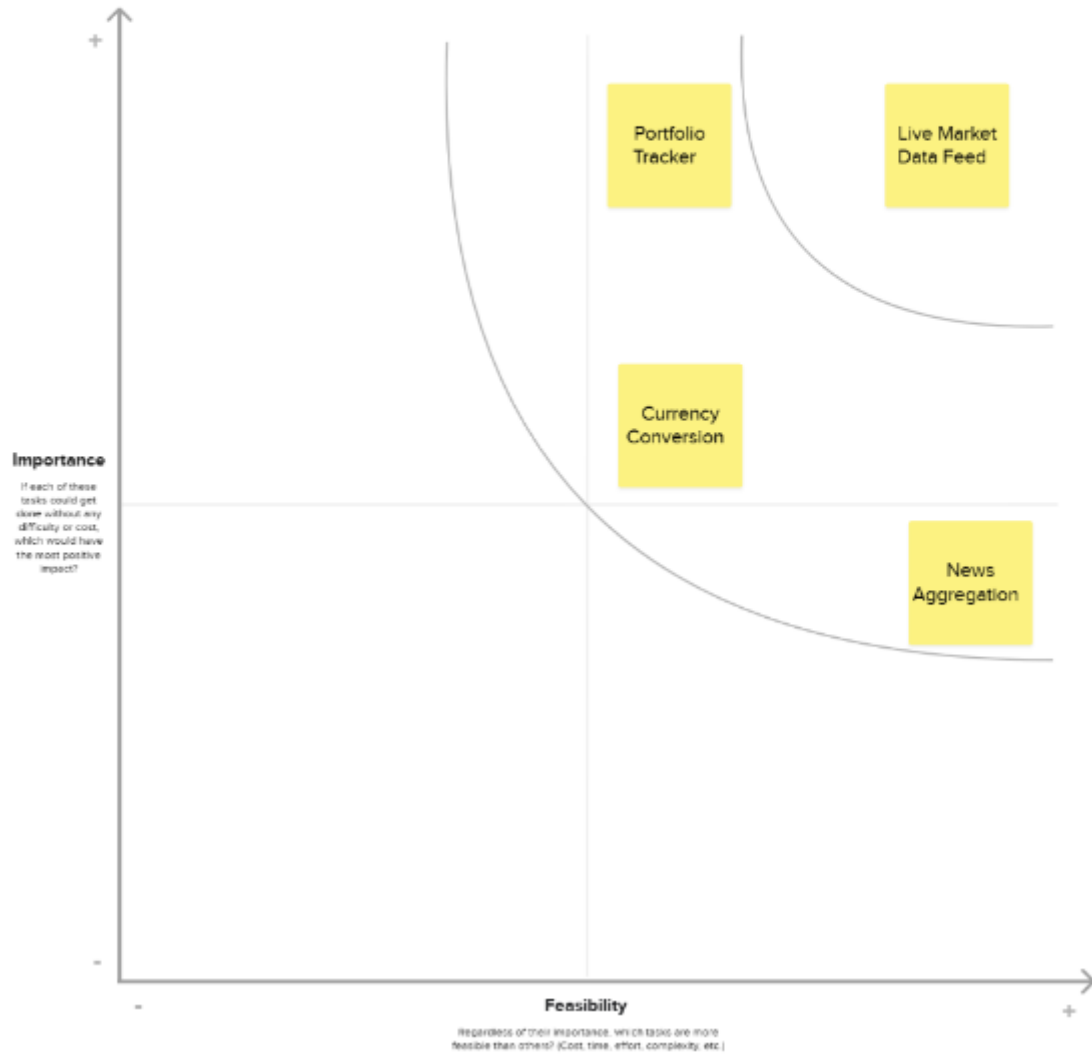 +
Portfolio
Tracker
Live Market
Data Feed
Currency
Conversion
Importance
If each of these
tasks could get
done without any
difficulty or cost,
which would have
the most positive
impact?
News
Aggregation
-
-
Feasibility
+
Regardless of their importance, which tasks are more
feasible than others? (Cost, time, effort, complexity, etc.)